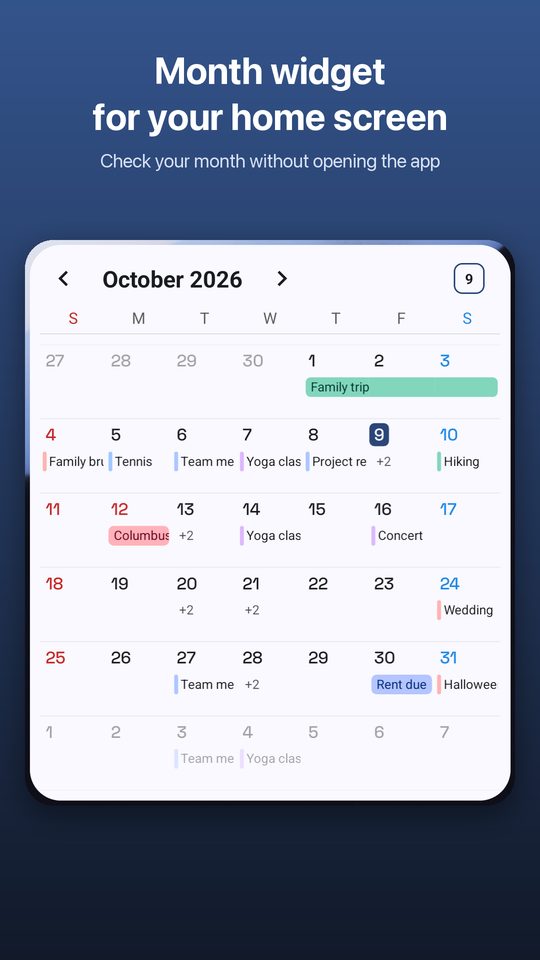 Month widget
for your home screen
Check your month without opening the app
October 2026
9
S M T W T F S
27 28 29 30 1 2 3
Family trip
4 5 6 7 8 9 10
Family bru Tennis Team me Yoga clas Project re +2 Hiking
11 12 13 14 15 16 17
Columbus +2 Yoga clas Concert
18 19 20 21 22 23 24
+2 +2 Wedding
25 26 27 28 29 30 31
Team me +2 Rent due Hallowee
1 2 3 4 5 6 7
Team me Yoga clas